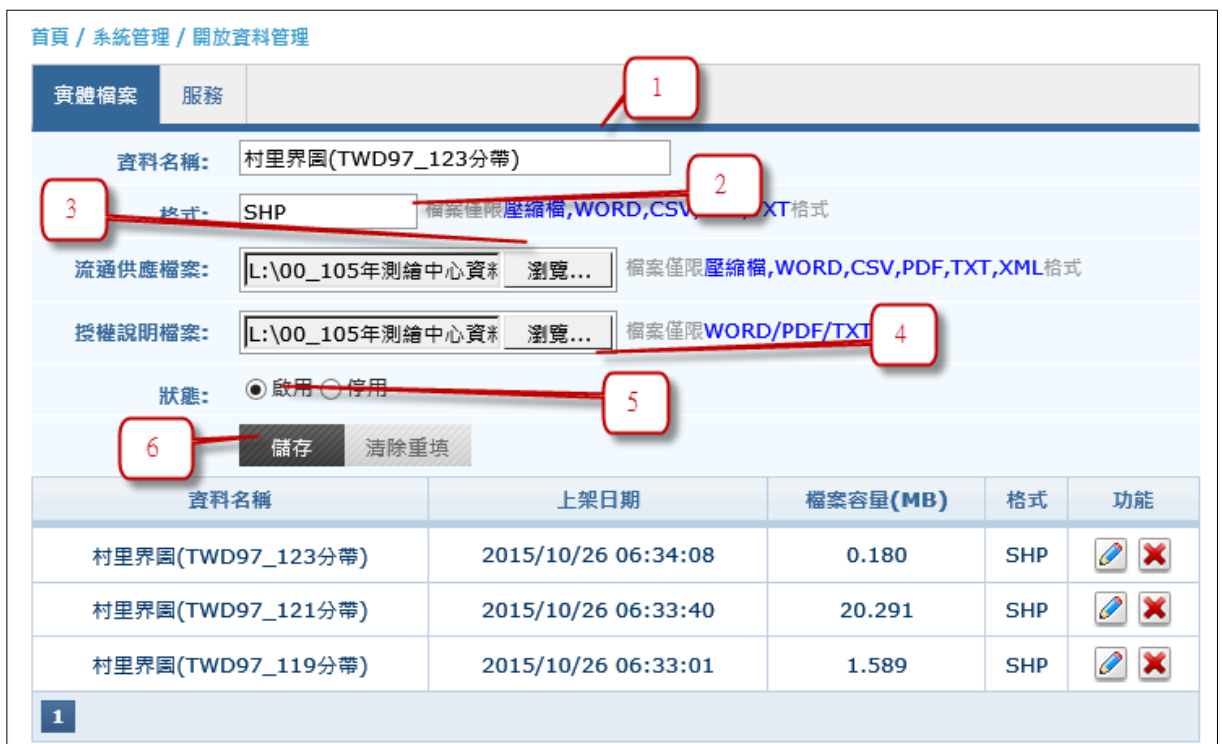 首頁 / 系統管理 / 開放資料管理
實體檔案 服務
1
資料名稱: 村里界圖(TWD97_123分帶)
2
3
格式: SHP 檔案僅限壓縮檔,WORD,CSV, TXT格式
流通供應檔案: L:\00_105年測繪中心資料 瀏覽... 檔案僅限壓縮檔,WORD,CSV,PDF,TXT,XML格式
授權說明檔案: L:\00_105年測繪中心資料 瀏覽... 檔案僅限WORD/PDF/TXT
4
狀態: 啟用 停用
5
6
儲存 清除重填
資料名稱 上架日期 檔案容量(MB) 格式 功能
村里界圖(TWD97_123分帶) 2015/10/26 06:34:08 0.180 SHP
村里界圖(TWD97_121分帶) 2015/10/26 06:33:40 20.291 SHP
村里界圖(TWD97_119分帶) 2015/10/26 06:33:01 1.589 SHP
1